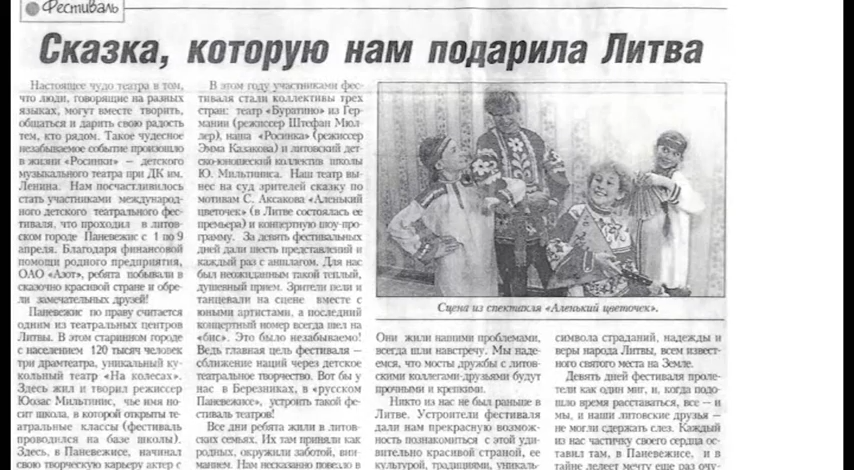 Фестиваль
Сказка, которую нам подарила Литва
Настоящее чудо театра в том,
что люди, говорящие на разных
языках, могут вместе творить,
общаться и дарить свою радость
тем, кто рядом. Такое чудесное
незабываемое событие произошло
в жизни «Росинки» – детского
музыкального театра при ДК им.
Ленина. Нам посчастливилось
стать участниками международ-
ного детского театрального фес-
тиваля, что проходил в литов-
ском городе Паневежис с 1 по 9
апреля. Благодаря финансовой
помощи родного предприятия,
ОАО «Азот», ребята побывали в
сказочно красивой стране и обре-
ли замечательных друзей!
Паневежис по праву считается
одним из театральных центров
Литвы. В этом старинном городе
с населением 120 тысяч человек
три драмтеатра, уникальный ку-
кольный театр «На колесах».
Здесь жил и творил режиссер
Юозас Мильтинис, чье имя но-
сит школа, в которой открыты те-
атральные классы (фестиваль
проводился на базе школы).
Здесь, в Паневежисе, начинал
свою творческую карьеру актер с
В этом году участниками фес-
тиваля стали коллективы трех
стран: театр «Буратино» из Гер-
мании (режиссер Штефан Мюл-
лер), наша «Росинка» (режиссер
Эмма Казакова) и литовский дет-
ско-юношеский коллектив школы
Ю. Мильтиниса. Наш театр вы-
нес на суд зрителей сказку по
мотивам С. Аксакова «Аленький
цветочек» (в Литве состоялась ее
премьера) и концертную шоу-про-
грамму. За девять фестивальных
дней дали шесть представлений и
каждый раз с аншлагом. Для нас
был неожиданным такой теплый,
душевный прием. Зрители пели и
танцевали на сцене вместе с
юными артистами, а последний
концертный номер всегда шел на
«бис». Это было незабываемо!
Ведь главная цель фестиваля –
сближение наций через детское
театральное творчество. Вот бы у
нас в Березниках, в «русском
Паневежисе», устроить такой фе-
стиваль театров!
Все дни ребята жили в литов-
ских семьях. Их там приняли как
родных, окружили заботой, вни-
манием. Нам несказанно повезло в
Сцена из спектакля «Аленький цветочек».
Они жили нашими проблемами,
всегда шли навстречу. Мы наде-
емся, что мосты дружбы с литов-
скими коллегами-друзьями будут
прочными и крепкими.
Никто из нас не был раньше в
Литве. Устроители фестиваля
дали нам прекрасную возмож-
ность познакомиться с этой уди-
вительно красивой страной, ее
культурой, традициями, уникаль-
символа страданий, надежды и
веры народа Литвы, всем извест-
ного святого места на Земле.
Девять дней фестиваля проле-
тели как один миг, и, когда подо-
шло время расставаться, все – и
мы, и наши литовские друзья –
не могли сдержать слез. Каждый
из нас частичку своего сердца ос-
тавил там, в Паневежисе, и в
тайне лелеет мечту еще раз